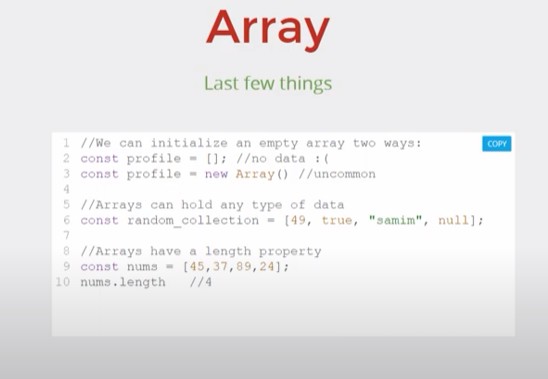 Array
Last few things
COPY
1 //We can initialize an empty array two ways:
2 const profile = []; //no data :(
3 const profile = new Array() //uncommon
4
5 //Arrays can hold any type of data
6 const random_collection = [49, true, "samim", null];
7
8 //Arrays have a length property
9 const nums = [45,37,89,24];
10 nums.length //4